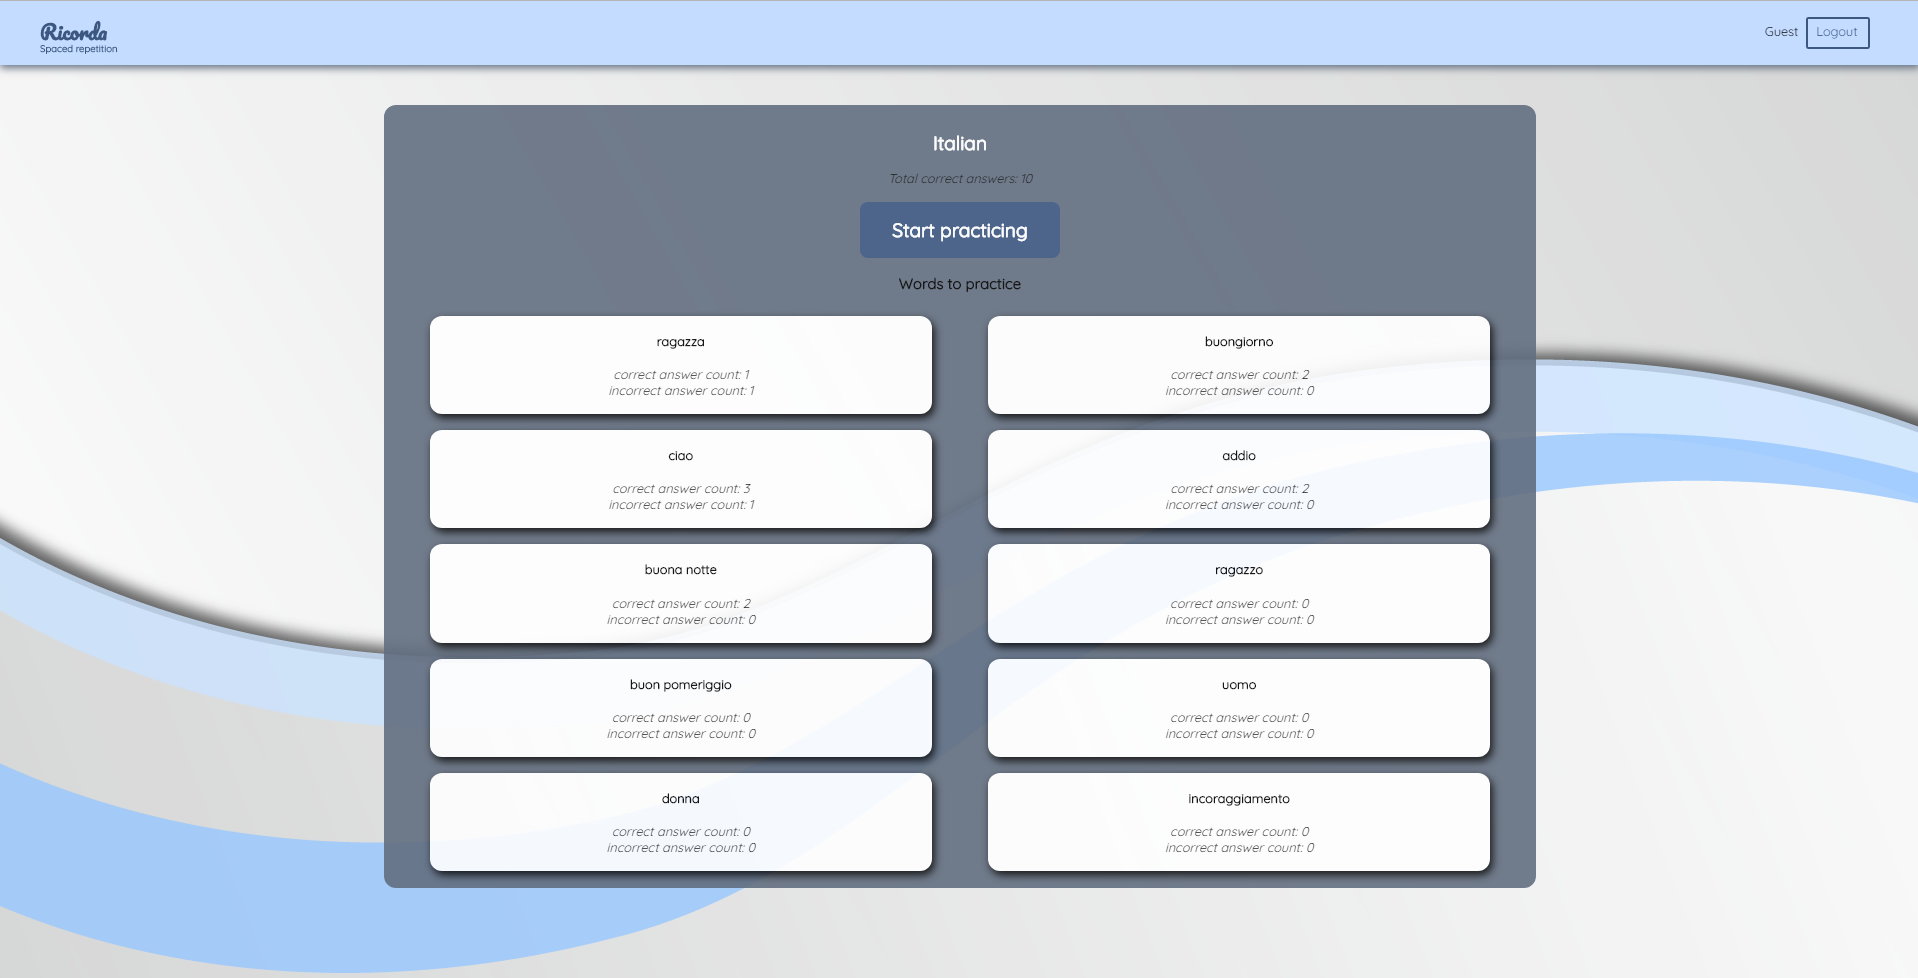 Ricorda
Spaced repetition
Guest
Logout
Italian
Total correct answers: 10
Start practicing
Words to practice
ragazza
correct answer count: 1
incorrect answer count: 1
buongiorno
correct answer count: 2
incorrect answer count: 0
ciao
correct answer count: 3
incorrect answer count: 1
addio
correct answer count: 2
incorrect answer count: 0
buona notte
correct answer count: 2
incorrect answer count: 0
ragazzo
correct answer count: 0
incorrect answer count: 0
buon pomeriggio
correct answer count: 0
incorrect answer count: 0
uomo
correct answer count: 0
incorrect answer count: 0
donna
correct answer count: 0
incorrect answer count: 0
incoraggiamento
correct answer count: 0
incorrect answer count: 0